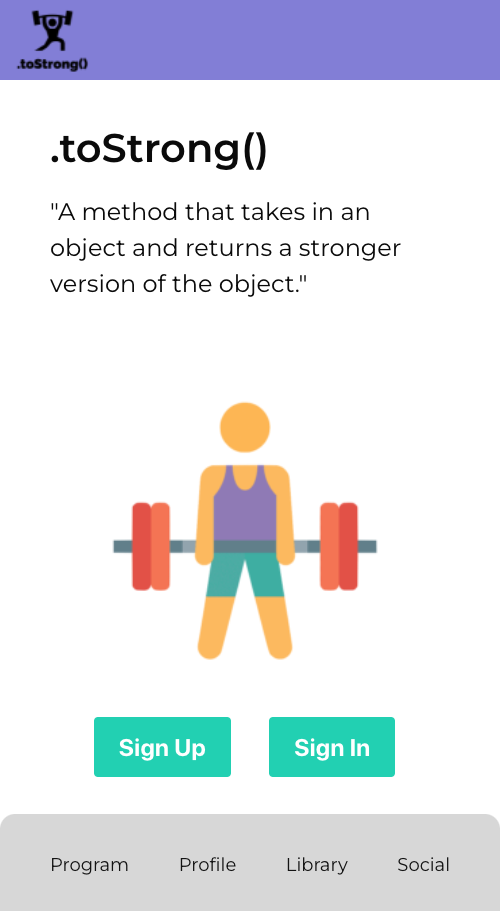 .toStrong()
.toStrong()
"A method that takes in an
object and returns a stronger
version of the object."
Sign Up Sign In
Program Profile Library Social